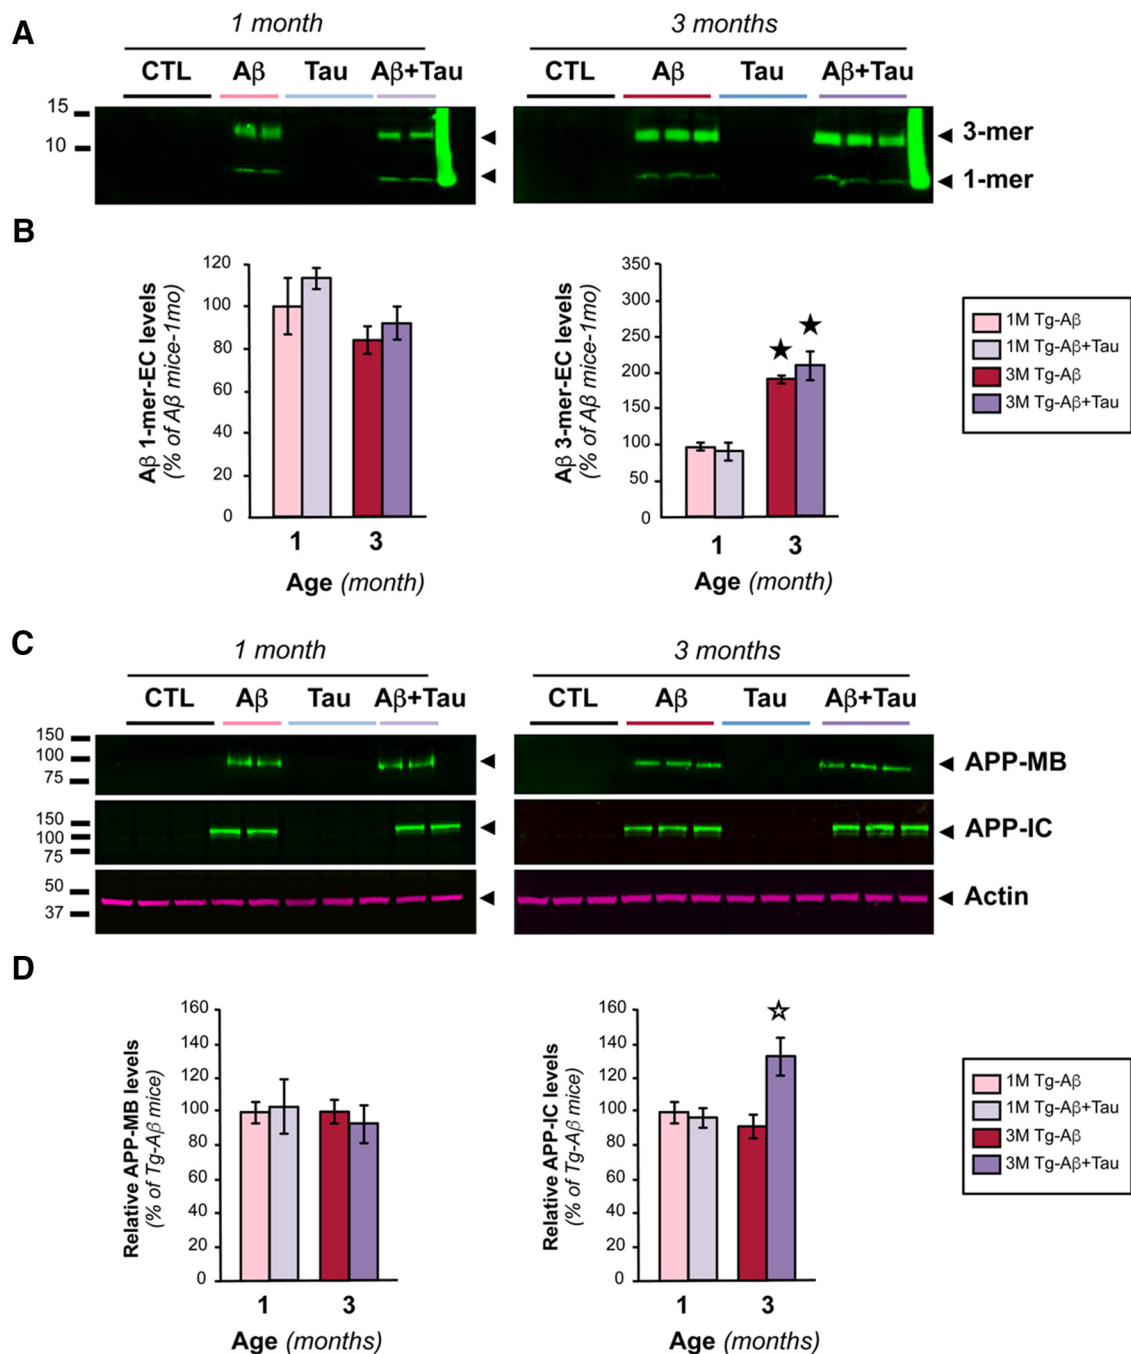 A
1 month
3 months
CTL Aβ Tau Aβ+Tau
CTL Aβ Tau Aβ+Tau
15
10
3-mer
1-mer
B
Aβ 1-mer-EC levels
(% of Aβ mice-1mo)
120
100
80
60
40
20
0
1 3
Age (month)
Aβ 3-mer-EC levels
(% of Aβ mice-1mo)
350
300
250
200
150
100
50
0
1 3
Age (month)
1M Tg-Aβ
1M Tg-Aβ+Tau
3M Tg-Aβ
3M Tg-Aβ+Tau
C
1 month
3 months
CTL Aβ Tau Aβ+Tau
CTL Aβ Tau Aβ+Tau
150
100
75
APP-MB
150
100
75
APP-IC
50
37
Actin
D
Relative APP-MB levels
(% of Tg-Aβ mice)
160
140
120
100
80
60
40
20
0
1 3
Age (months)
Relative APP-IC levels
(% of Tg-Aβ mice)
160
140
120
100
80
60
40
20
0
1 3
Age (months)
1M Tg-Aβ
1M Tg-Aβ+Tau
3M Tg-Aβ
3M Tg-Aβ+Tau